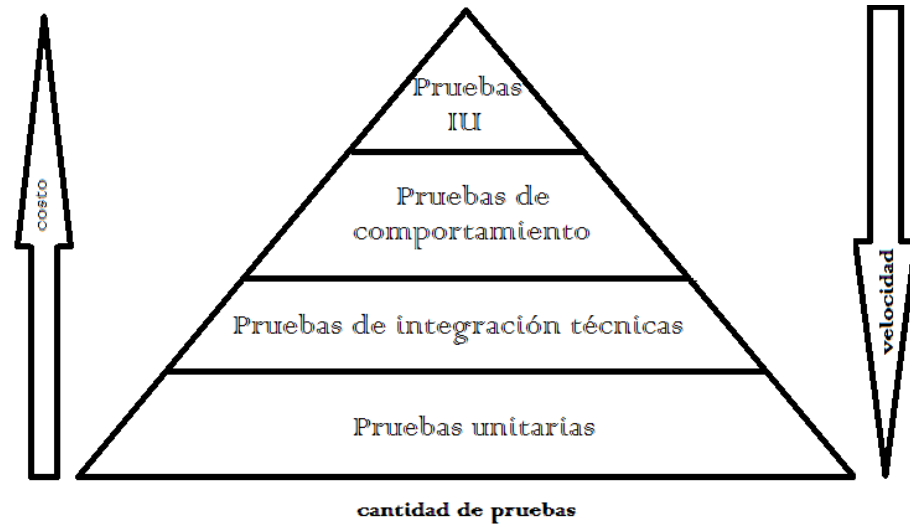 Pruebas
IU
Pruebas de
comportamiento
Pruebas de integración técnicas
Pruebas unitarias
cantidad de pruebas
costo
velocidad